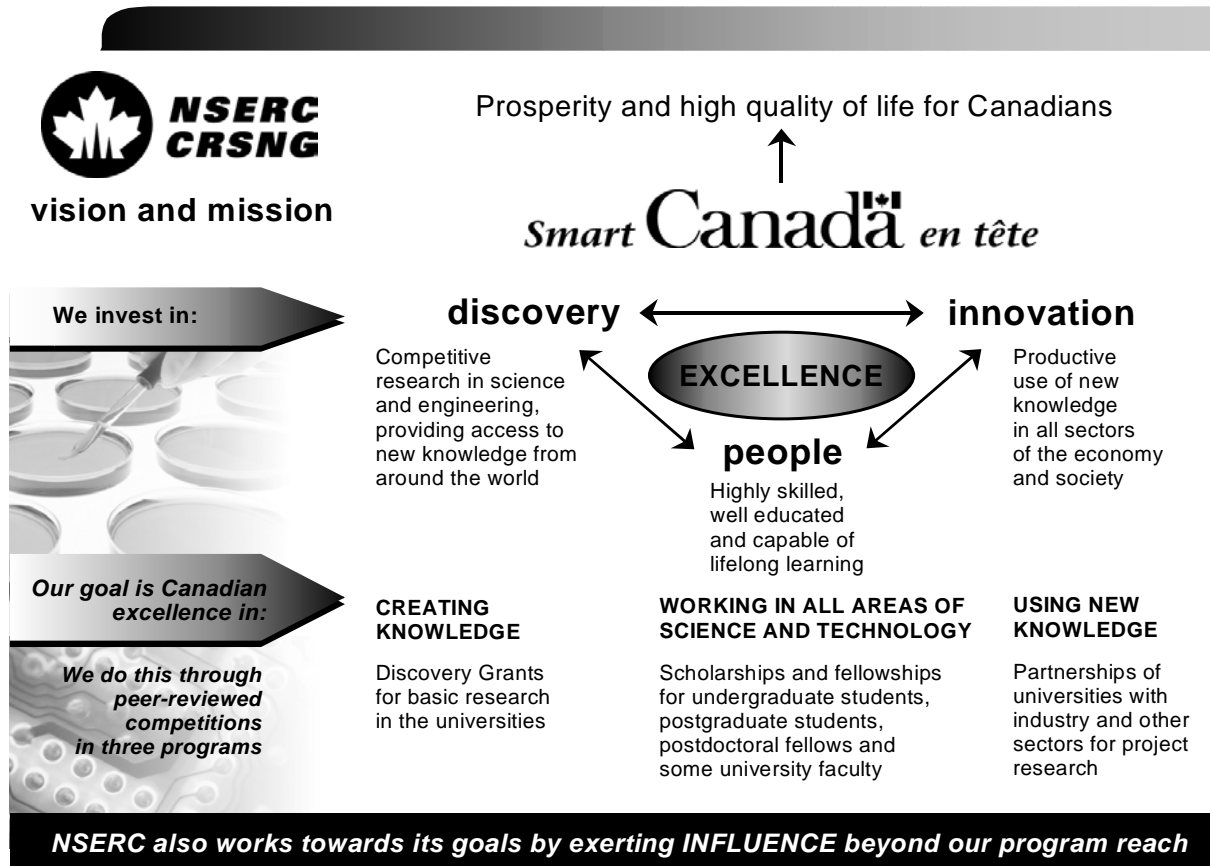 NSERC
CRSNG
vision and mission
Prosperity and high quality of life for Canadians
Smart Canada en tête
We invest in:
discovery
Competitive
research in science
and engineering,
providing access to
new knowledge from
around the world
EXCELLENCE
people
Highly skilled,
well educated
and capable of
lifelong learning
innovation
Productive
use of new
knowledge
in all sectors
of the economy
and society
Our goal is Canadian
excellence in:
CREATING
KNOWLEDGE
WORKING IN ALL AREAS OF
SCIENCE AND TECHNOLOGY
USING NEW
KNOWLEDGE
We do this through
peer-reviewed
competitions
in three programs
Discovery Grants
for basic research
in the universities
Scholarships and fellowships
for undergraduate students,
postgraduate students,
postdoctoral fellows and
some university faculty
Partnerships of
universities with
industry and other
sectors for project
research
NSERC also works towards its goals by exerting INFLUENCE beyond our program reach